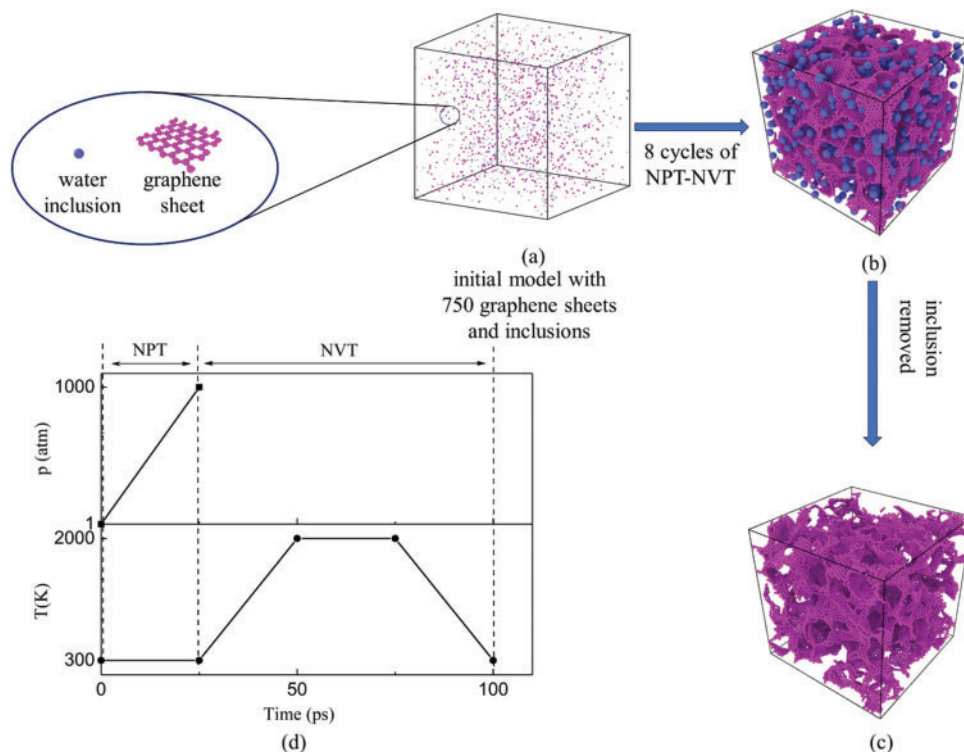 water
inclusion
graphene
sheet
8 cycles of
NPT-NVT
(a)
initial model with
750 graphene sheets
and inclusions
(b)
inclusion
removed
(c)
NPT
NVT
1000
p (atm)
1
2000
T(K)
300
0
50
100
Time (ps)
(d)